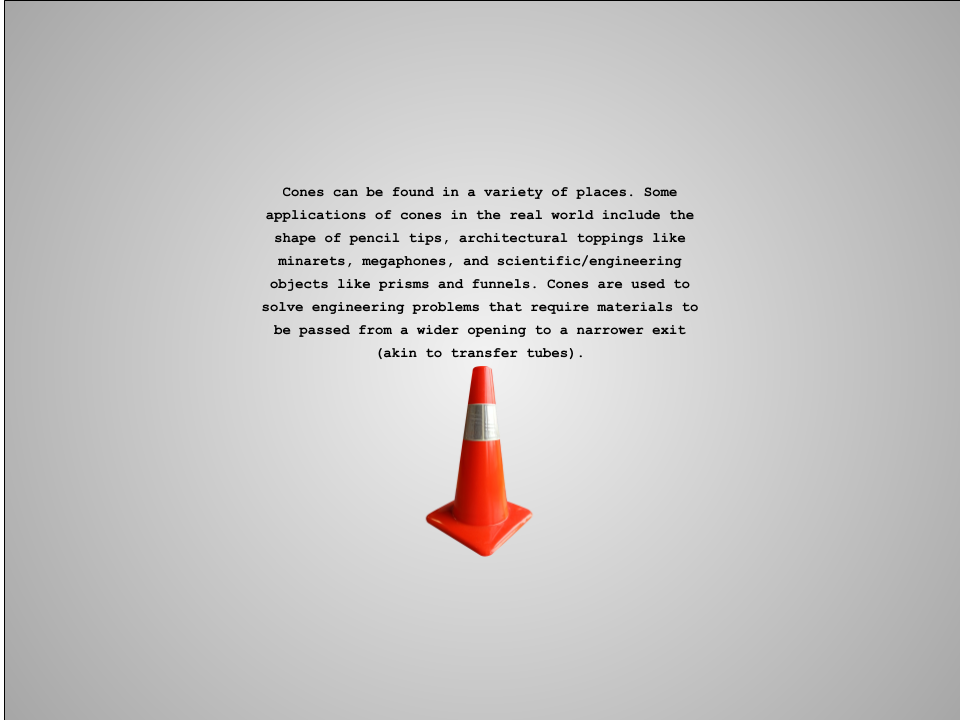 Cones can be found in a variety of places. Some
applications of cones in the real world include the
shape of pencil tips, architectural toppings like
minarets, megaphones, and scientific/engineering
objects like prisms and funnels. Cones are used to
solve engineering problems that require materials to
be passed from a wider opening to a narrower exit
(akin to transfer tubes).